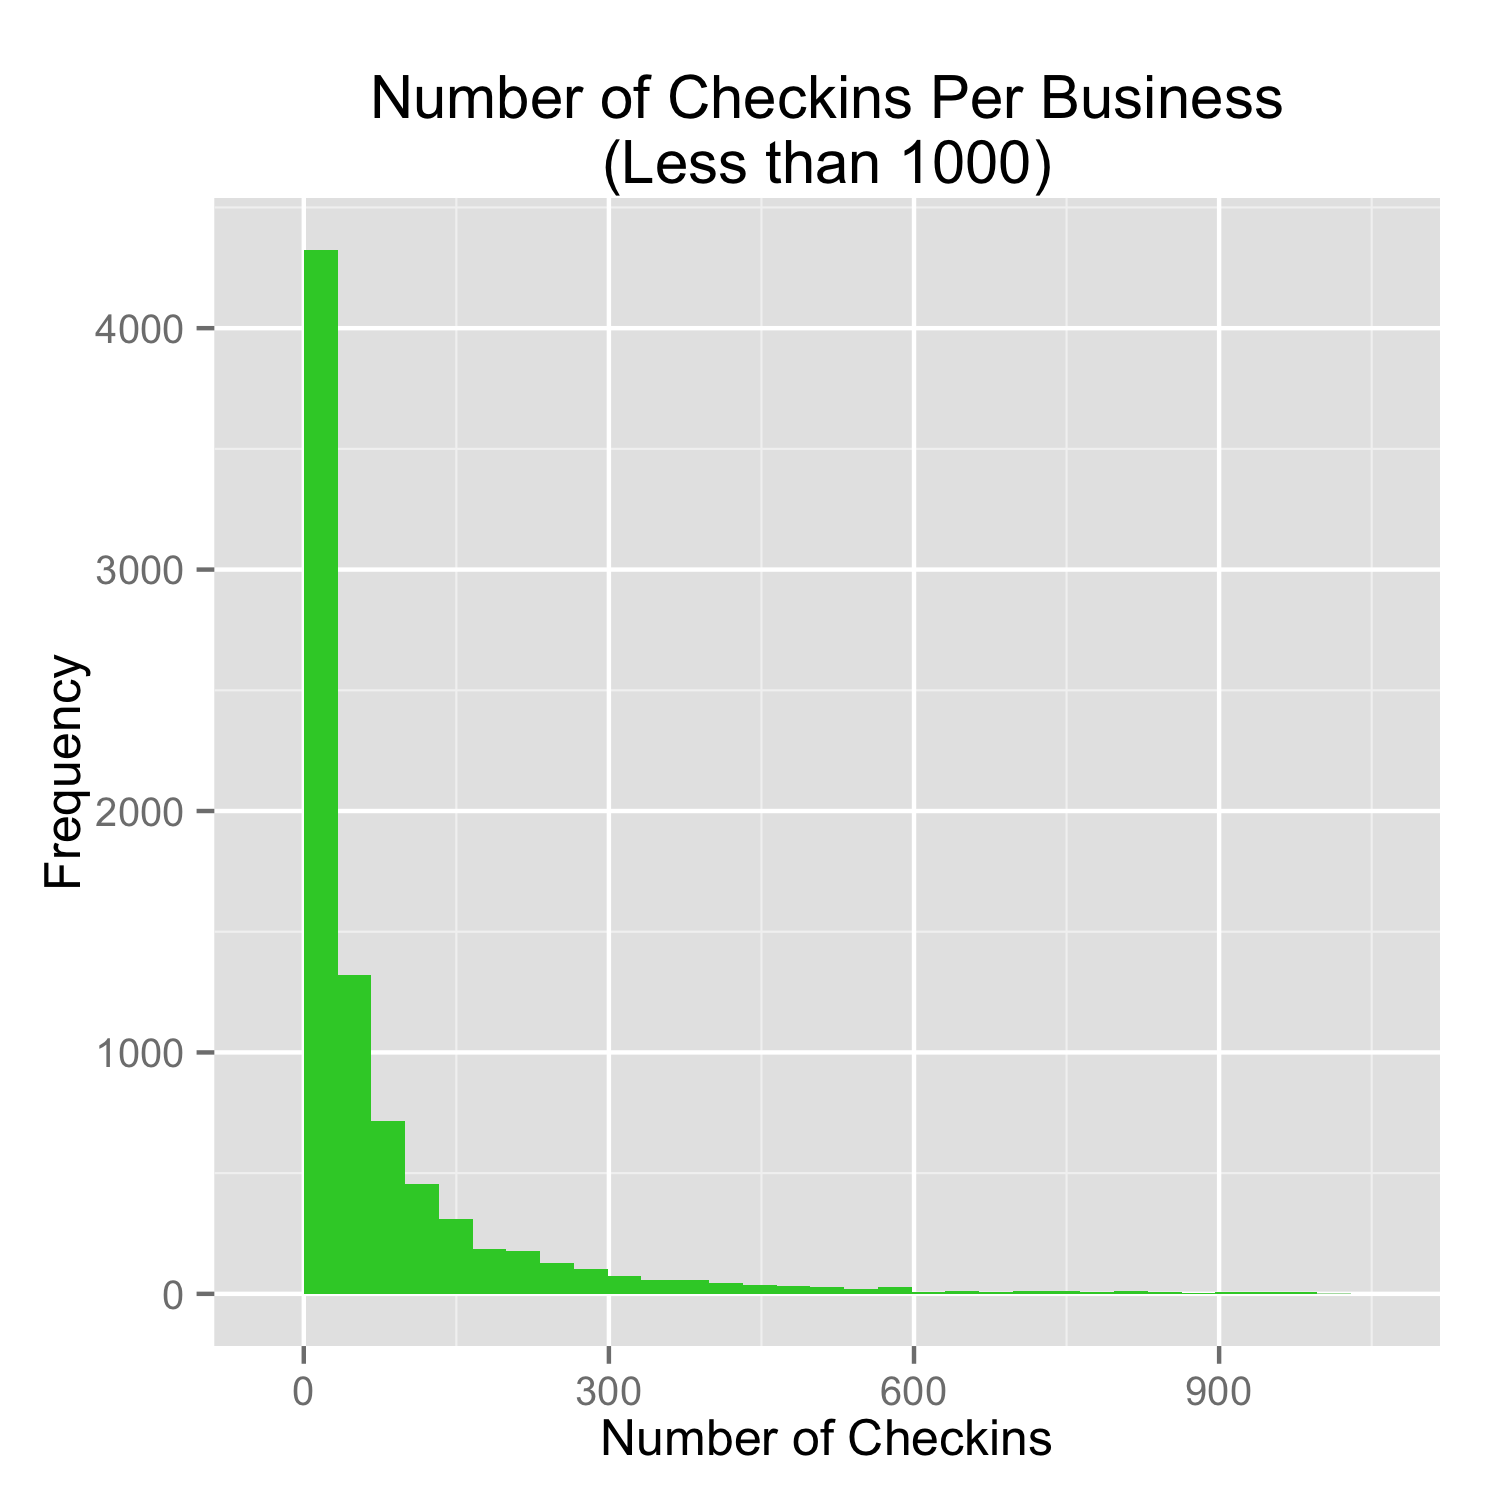 Number of Checkins Per Business
(Less than 1000)
Frequency
4000
3000
2000
1000
0
0 300 600 900
Number of Checkins